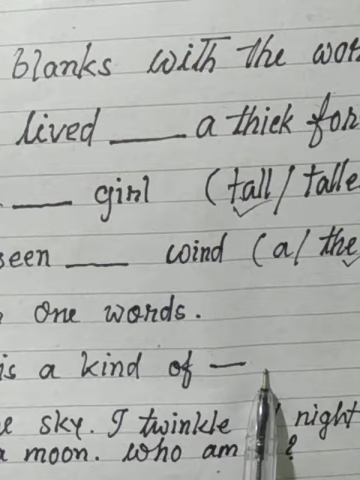 blanks with the wor
lived ____ a thick for
____ girl (tall / talle
seen ____ wind (a / the
one words.
is a kind of —
e sky. I twinkle night
a moon. Who am I ?